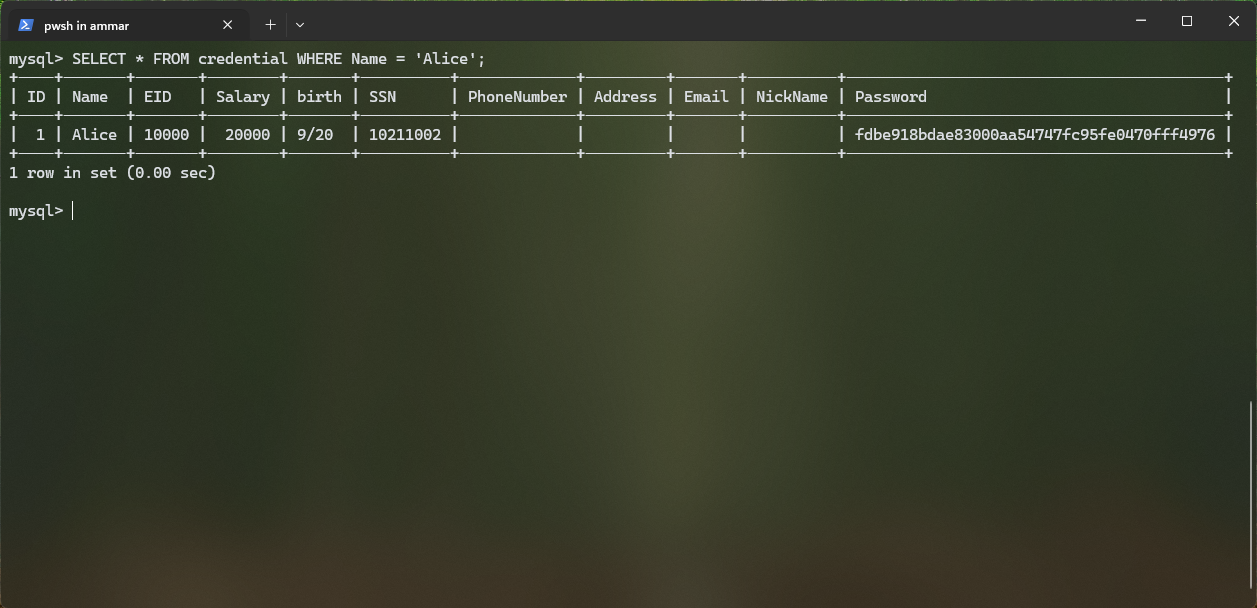 pwsh in ammar
mysql> SELECT * FROM credential WHERE Name = 'Alice';
| ID | Name | EID | Salary | birth | SSN | PhoneNumber | Address | Email | NickName | Password |
| 1 | Alice | 10000 | 20000 | 9/20 | 10211002 | | | | | fdbe918bdae83000aa54747fc95fe0470fff4976 |
1 row in set (0.00 sec)
mysql>